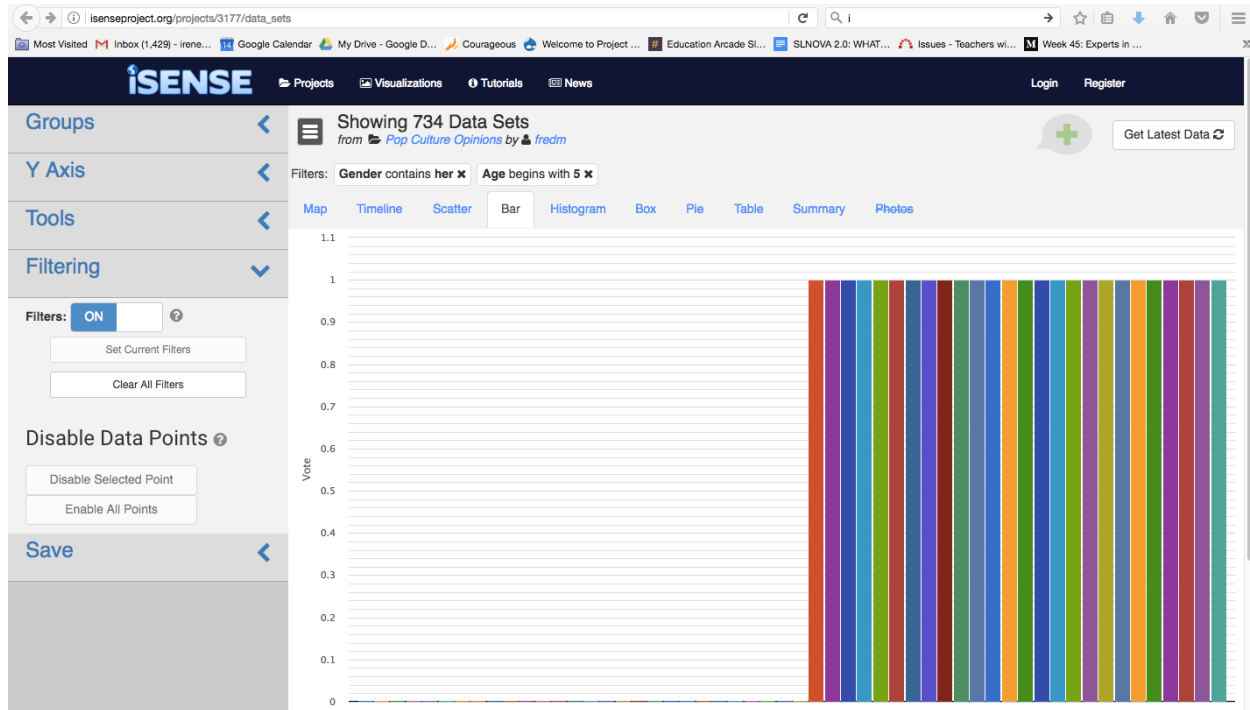 isenseproject.org/projects/3177/data_sets
i
Most Visited Inbox (1,429) - irene... 14 Google Calendar My Drive - Google D... Courageous Welcome to Project ... # Education Arcade Sl... SLNOVA 2.0: WHAT... Issues - Teachers wi... M Week 45: Experts in ...
iSENSE Projects Visualizations Tutorials News Login Register
Groups
Y Axis
Tools
Filtering
Filters: ON
Set Current Filters
Clear All Filters
Disable Data Points
Disable Selected Point
Enable All Points
Save
Showing 734 Data Sets
from Pop Culture Opinions by fredm
Get Latest Data
Filters: Gender contains her Age begins with 5
Map Timeline Scatter Bar Histogram Box Pie Table Summary Photos
1.1
1
0.9
0.8
0.7
0.6
0.5
0.4
0.3
0.2
0.1
0
Vote